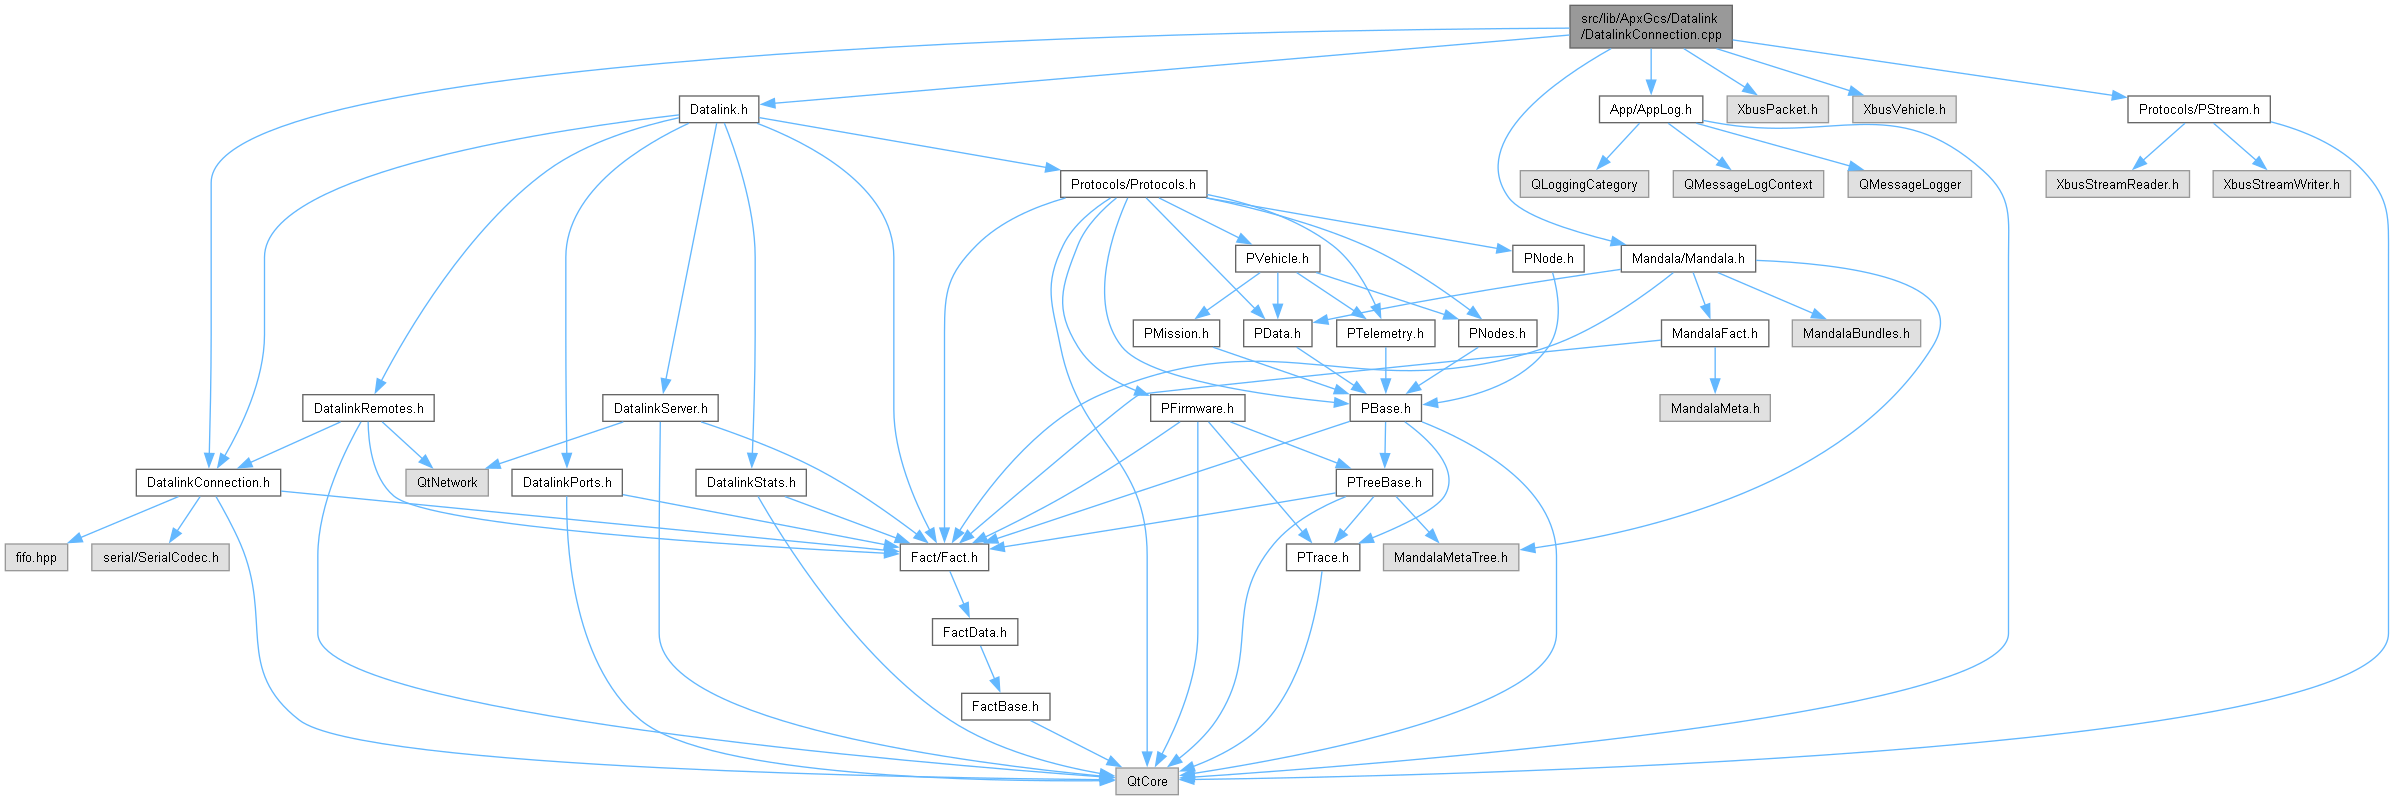 src/lib/ApxGcs/Datalink
/DatalinkConnection.cpp
Datalink.h
App/AppLog.h
XbusPacket.h
XbusVehicle.h
Protocols/PStream.h
Protocols/Protocols.h
QLoggingCategory
QMessageLogContext
QMessageLogger
XbusStreamReader.h
XbusStreamWriter.h
PVehicle.h
PNode.h
Mandala/Mandala.h
PMission.h
PData.h
PTelemetry.h
PNodes.h
MandalaFact.h
MandalaBundles.h
DatalinkRemotes.h
DatalinkServer.h
PFirmware.h
PBase.h
MandalaMeta.h
DatalinkConnection.h
QtNetwork
DatalinkPorts.h
DatalinkStats.h
PTreeBase.h
fifo.hpp
serial/SerialCodec.h
Fact/Fact.h
PTrace.h
MandalaMetaTree.h
FactData.h
FactBase.h
QtCore